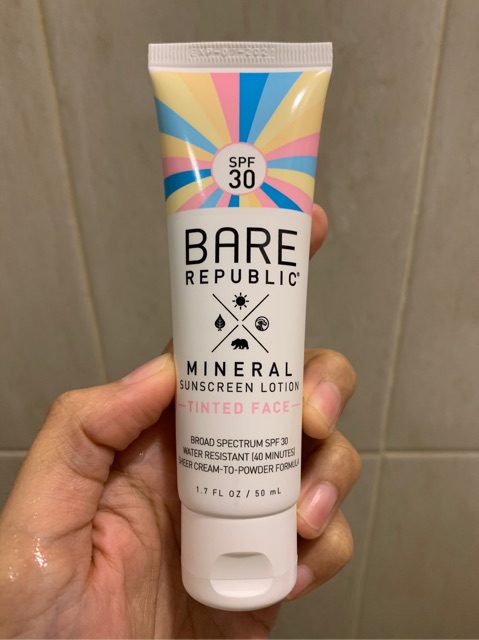 SPF
30
BARE
REPUBLIC®
MINERAL
SUNSCREEN LOTION
TINTED FACE
BROAD SPECTRUM SPF 30
WATER RESISTANT (40 MINUTES)
SHEER CREAM-TO-POWDER FORMULA
1.7 FL OZ / 50 mL